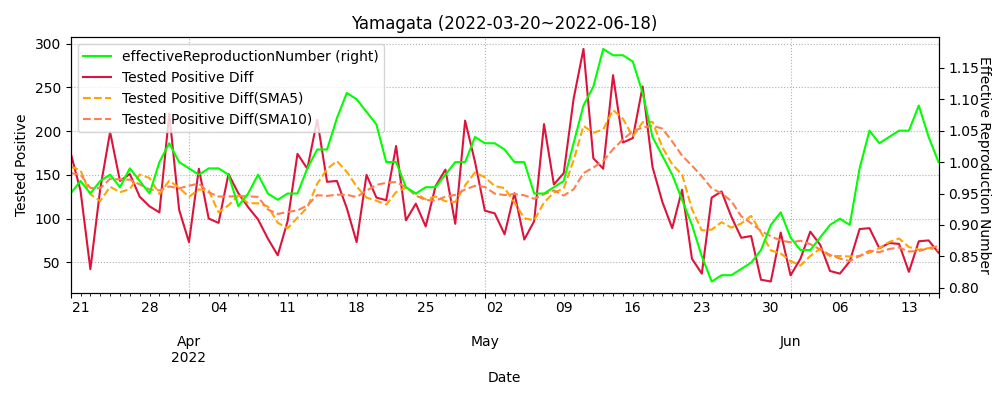 Yamagata (2022-03-20~2022-06-18)
effectiveReproductionNumber (right)
Tested Positive Diff
Tested Positive Diff(SMA5)
Tested Positive Diff(SMA10)
Tested Positive
300
250
200
150
100
50
Effective Reproduction Number
1.15
1.10
1.05
1.00
0.95
0.90
0.85
0.80
21 28 04 11 18 25 02 09 16 23 30 06 13
Apr May Jun
2022
Date